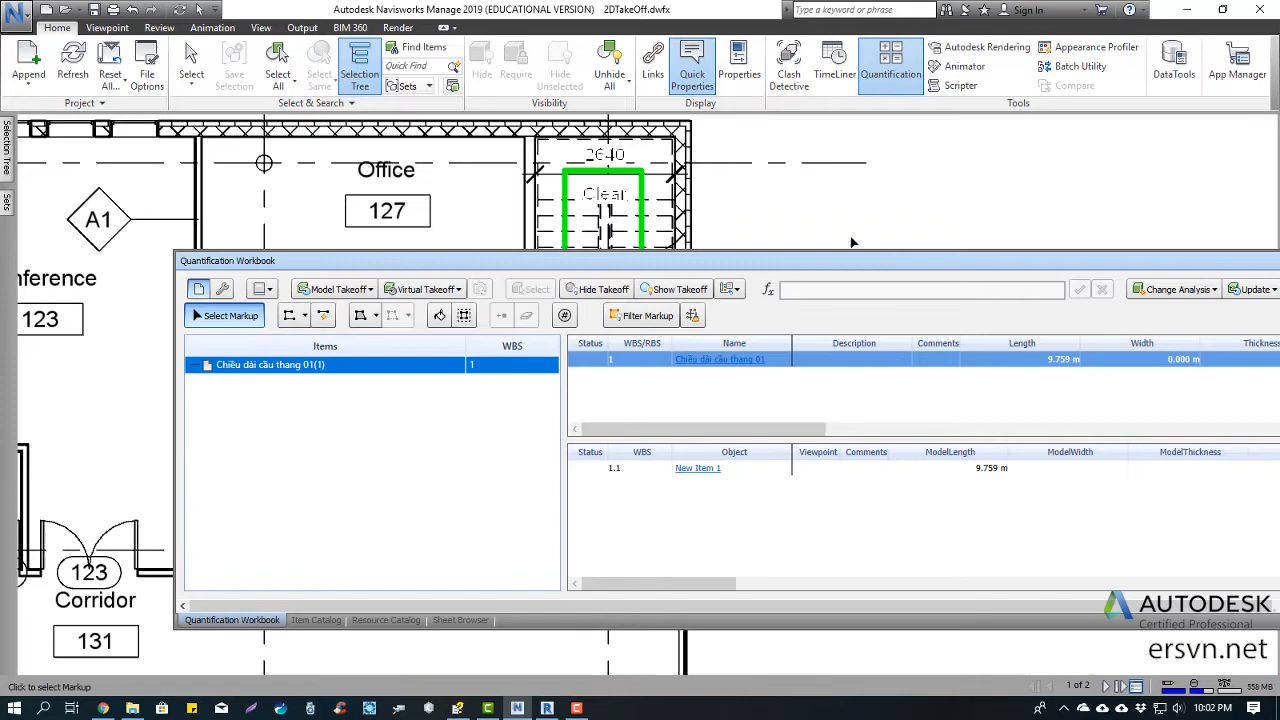 Autodesk Navisworks Manage 2019 (EDUCATIONAL VERSION) 2DTakeOff.dwfx
Type a keyword or phrase
Sign In
Home Viewpoint Review Animation View Output BIM 360 Render
Append
Refresh
Reset All...
File Options
Project
Select
Save Selection
Select All
Select Same
Selection Tree
Find Items
Quick Find
Sets
Select & Search
Hide
Require
Hide Unselected
Unhide All
Visibility
Links
Quick Properties
Properties
Display
Clash Detective
TimeLiner
Quantification
Autodesk Rendering
Animator
Scripter
Appearance Profiler
Batch Utility
Compare
Tools
DataTools
App Manager
Selection Tree
Sets
Office
127
2640
Clear
A1
nference
123
123
Corridor
131
Quantification Workbook
Model Takeoff Virtual Takeoff Select Hide Takeoff Show Takeoff fx Change Analysis Update
Select Markup Filter Markup
Items WBS
Chiều dài cầu thang 01(1) 1
Status WBS/RBS Name Description Comments Length Width Thickness
1 Chiều dài cầu thang 01 9.759 m 0.000 m
Status WBS Object Viewpoint Comments ModelLength ModelWidth ModelThickness
1.1 New Item 1 9.759 m
Quantification Workbook Item Catalog Resource Catalog Sheet Browser
AUTODESK
Certified Professional
ersvn.net
Click to select Markup
1 of 2
558 MB
10:02 PM